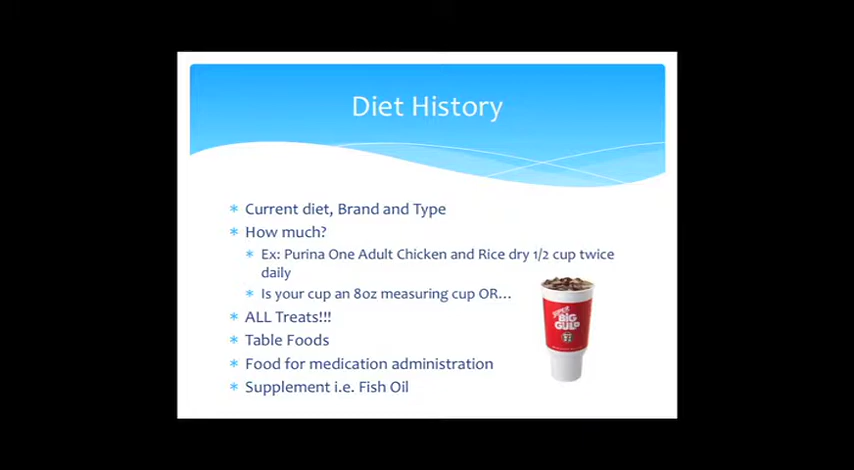 Diet History
* Current diet, Brand and Type
* How much?
* Ex: Purina One Adult Chicken and Rice dry 1/2 cup twice
daily
* Is your cup an 8oz measuring cup OR...
* ALL Treats!!!
* Table Foods
* Food for medication administration
* Supplement i.e. Fish Oil
SUPER
BIG
GULP
7